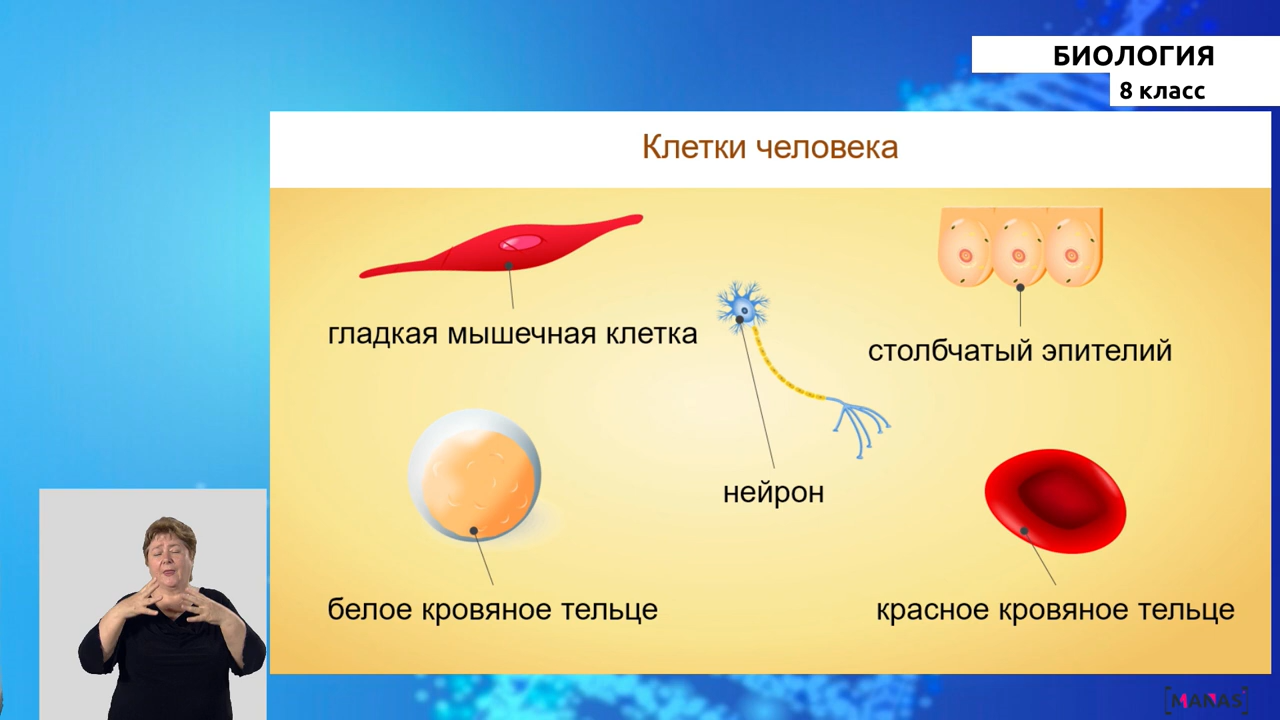 БИОЛОГИЯ
8 класс
Клетки человека
гладкая мышечная клетка
столбчатый эпителий
нейрон
белое кровяное тельце
красное кровяное тельце
[MANAS]